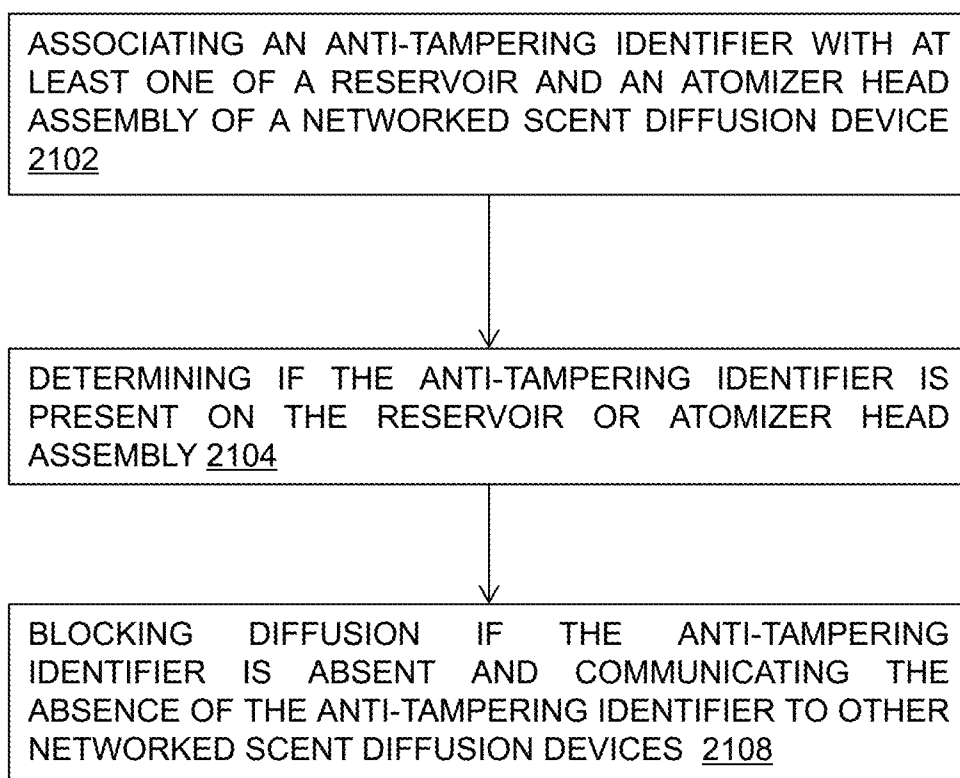 ASSOCIATING AN ANTI-TAMPERING IDENTIFIER WITH AT
LEAST ONE OF A RESERVOIR AND AN ATOMIZER HEAD
ASSEMBLY OF A NETWORKED SCENT DIFFUSION DEVICE
2102
DETERMINING IF THE ANTI-TAMPERING IDENTIFIER IS
PRESENT ON THE RESERVOIR OR ATOMIZER HEAD
ASSEMBLY 2104
BLOCKING DIFFUSION IF THE ANTI-TAMPERING
IDENTIFIER IS ABSENT AND COMMUNICATING THE
ABSENCE OF THE ANTI-TAMPERING IDENTIFIER TO OTHER
NETWORKED SCENT DIFFUSION DEVICES 2108